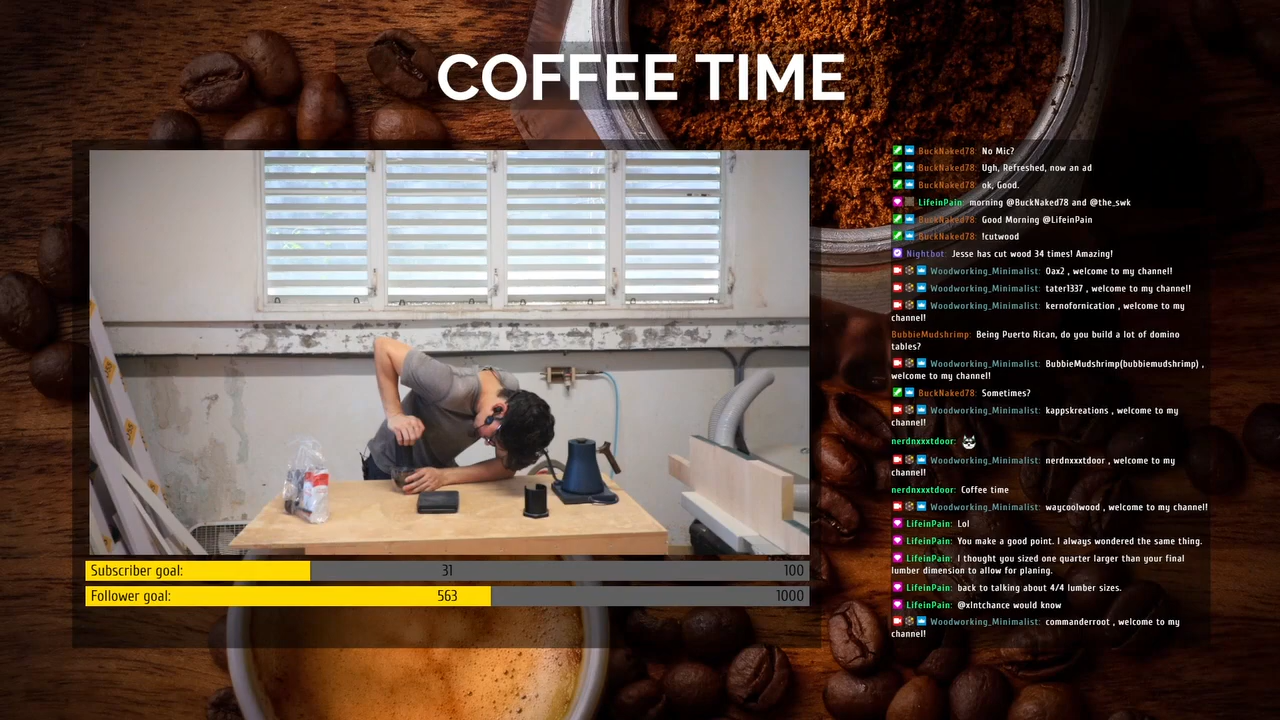 COFFEE TIME
BuckNaked78: No Mic?
BuckNaked78: Ugh, Refreshed, now an ad
BuckNaked78: ok, Good.
LifeinPain: morning @BuckNaked78 and @the_swk
BuckNaked78: Good Morning @LifeinPain
BuckNaked78: !cutwood
Nightbot: Jesse has cut wood 34 times! Amazing!
Woodworking_Minimalist: Oax2 , welcome to my channel!
Woodworking_Minimalist: tater1337 , welcome to my channel!
Woodworking_Minimalist: kernofornication , welcome to my
channel!
BubbieMudshrimp: Being Puerto Rican, do you build a lot of domino
tables?
Woodworking_Minimalist: BubbieMudshrimp(bubbiemudshrimp) ,
welcome to my channel!
BuckNaked78: Sometimes?
Woodworking_Minimalist: kappskreations , welcome to my
channel!
nerdnxxxtdoor:
Woodworking_Minimalist: nerdnxxxtdoor , welcome to my
channel!
nerdnxxxtdoor: Coffee time
Woodworking_Minimalist: waycoolwood , welcome to my channel!
LifeinPain: Lol
LifeinPain: You make a good point. I always wondered the same thing.
LifeinPain: I thought you sized one quarter larger than your final
lumber dimension to allow for planing.
LifeinPain: back to talking about 4/4 lumber sizes.
LifeinPain: @xlntchance would know
Woodworking_Minimalist: commanderroot , welcome to my
channel!
Subscriber goal: 31 100
Follower goal: 563 1000